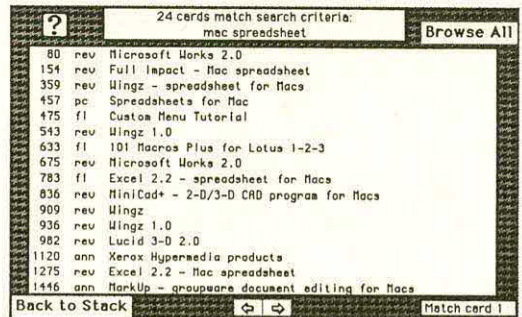 ?
24 cards match search criteria:
mac spreadsheet
Browse All
80 rev Microsoft Works 2.0
154 rev Full Impact - Mac spreadsheet
359 rev Wingz - spreadsheet for Macs
457 pc Spreadsheets for Mac
475 fl Custom Menu Tutorial
543 rev Wingz 1.0
633 fl 101 Macros Plus for Lotus 1-2-3
675 rev Microsoft Works 2.0
783 fl Excel 2.2 - spreadsheet for Macs
836 rev MiniCad+ - 2-D/3-D CAD program for Macs
909 rev Wingz
936 rev Wingz 1.0
982 rev Lucid 3-D 2.0
1120 ann Xerox Hypermedia products
1275 rev Excel 2.2 - Mac spreadsheet
1446 ann MarkUp - groupware document editing for Macs
Back to Stack
Match card 1